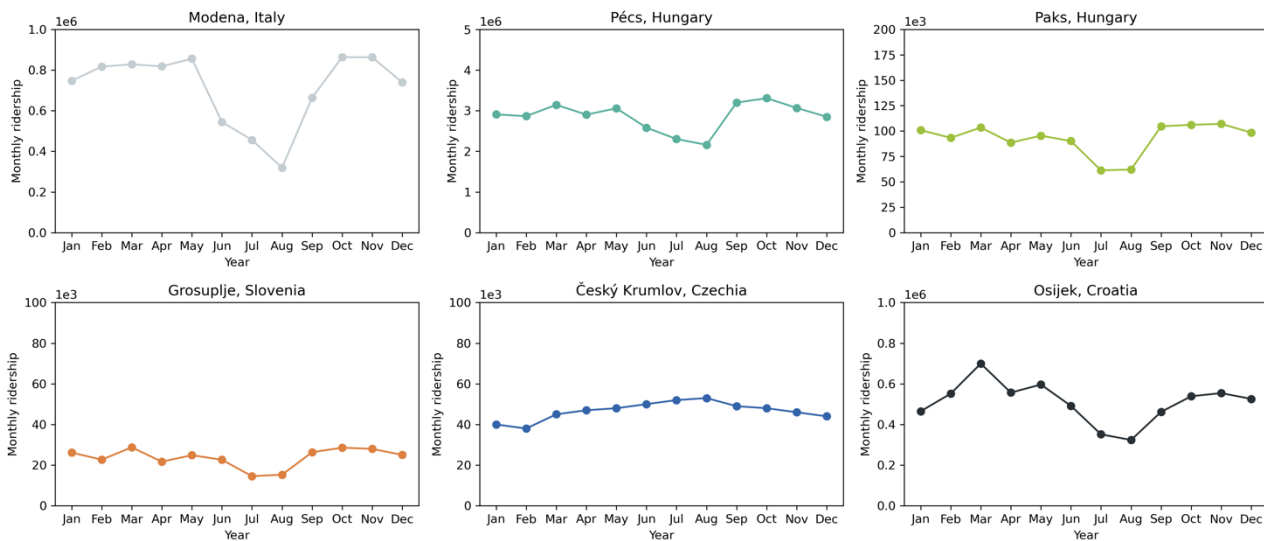 Modena, Italy
1e6
1.0
0.8
0.6
0.4
0.2
0.0
Monthly ridership
Jan Feb Mar Apr May Jun Jul Aug Sep Oct Nov Dec
Year
Pécs, Hungary
1e6
5
4
3
2
1
0
Monthly ridership
Jan Feb Mar Apr May Jun Jul Aug Sep Oct Nov Dec
Year
Paks, Hungary
1e3
200
175
150
125
100
75
50
25
0
Monthly ridership
Jan Feb Mar Apr May Jun Jul Aug Sep Oct Nov Dec
Year
Grosuplje, Slovenia
1e3
100
80
60
40
20
0
Monthly ridership
Jan Feb Mar Apr May Jun Jul Aug Sep Oct Nov Dec
Year
Český Krumlov, Czechia
1e3
100
80
60
40
20
0
Monthly ridership
Jan Feb Mar Apr May Jun Jul Aug Sep Oct Nov Dec
Year
Osijek, Croatia
1e6
1.0
0.8
0.6
0.4
0.2
0.0
Monthly ridership
Jan Feb Mar Apr May Jun Jul Aug Sep Oct Nov Dec
Year